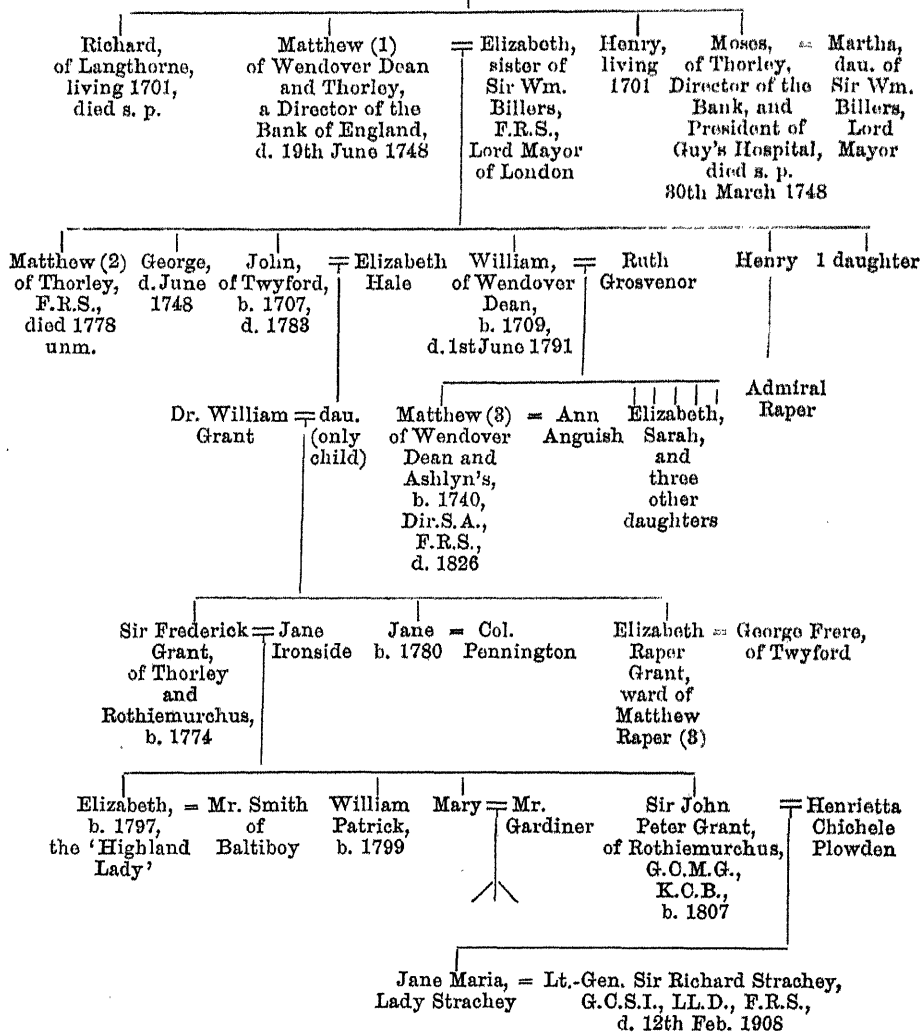 Richard,
of Langthorne,
living 1701,
died s. p.
Matthew (1)
of Wendover Dean
and Thorley,
a Director of the
Bank of England,
d. 19th June 1748
= Elizabeth,
sister of
Sir Wm.
Billers,
F.R.S.,
Lord Mayor
of London
Henry,
living
1701
Moses,
of Thorley,
Director of the
Bank, and
President of
Guy's Hospital,
died s. p.
30th March 1748
= Martha,
dau. of
Sir Wm.
Billers,
Lord
Mayor
Matthew (2)
of Thorley,
F.R.S.,
died 1778
unm.
George,
d. June
1748
John,
of Twyford,
b. 1707,
d. 1783
= Elizabeth
Hale
William,
of Wendover
Dean,
b. 1709,
d. 1st June 1791
= Ruth
Grosvenor
Henry
1 daughter
Dr. William
Grant
= dau.
(only
child)
Matthew (3)
of Wendover
Dean and
Ashlyn's,
b. 1740,
Dir.S.A.,
F.R.S.,
d. 1826
= Ann
Anguish
Elizabeth,
Sarah,
and
three
other
daughters
Admiral
Raper
Sir Frederick
Grant,
of Thorley
and
Rothiemurchus,
b. 1774
= Jane
Ironside
Jane
b. 1780
= Col.
Pennington
Elizabeth
Raper
Grant,
ward of
Matthew
Raper (3)
= George Frere,
of Twyford
Elizabeth,
b. 1797,
the 'Highland
Lady'
= Mr. Smith
of
Baltiboy
William
Patrick,
b. 1799
Mary
= Mr.
Gardiner
Sir John
Peter Grant,
of Rothiemurchus,
G.C.M.G.,
K.C.B.,
b. 1807
= Henrietta
Chichele
Plowden
Jane Maria,
Lady Strachey
= Lt.-Gen. Sir Richard Strachey,
G.C.S.I., LL.D., F.R.S.,
d. 12th Feb. 1908